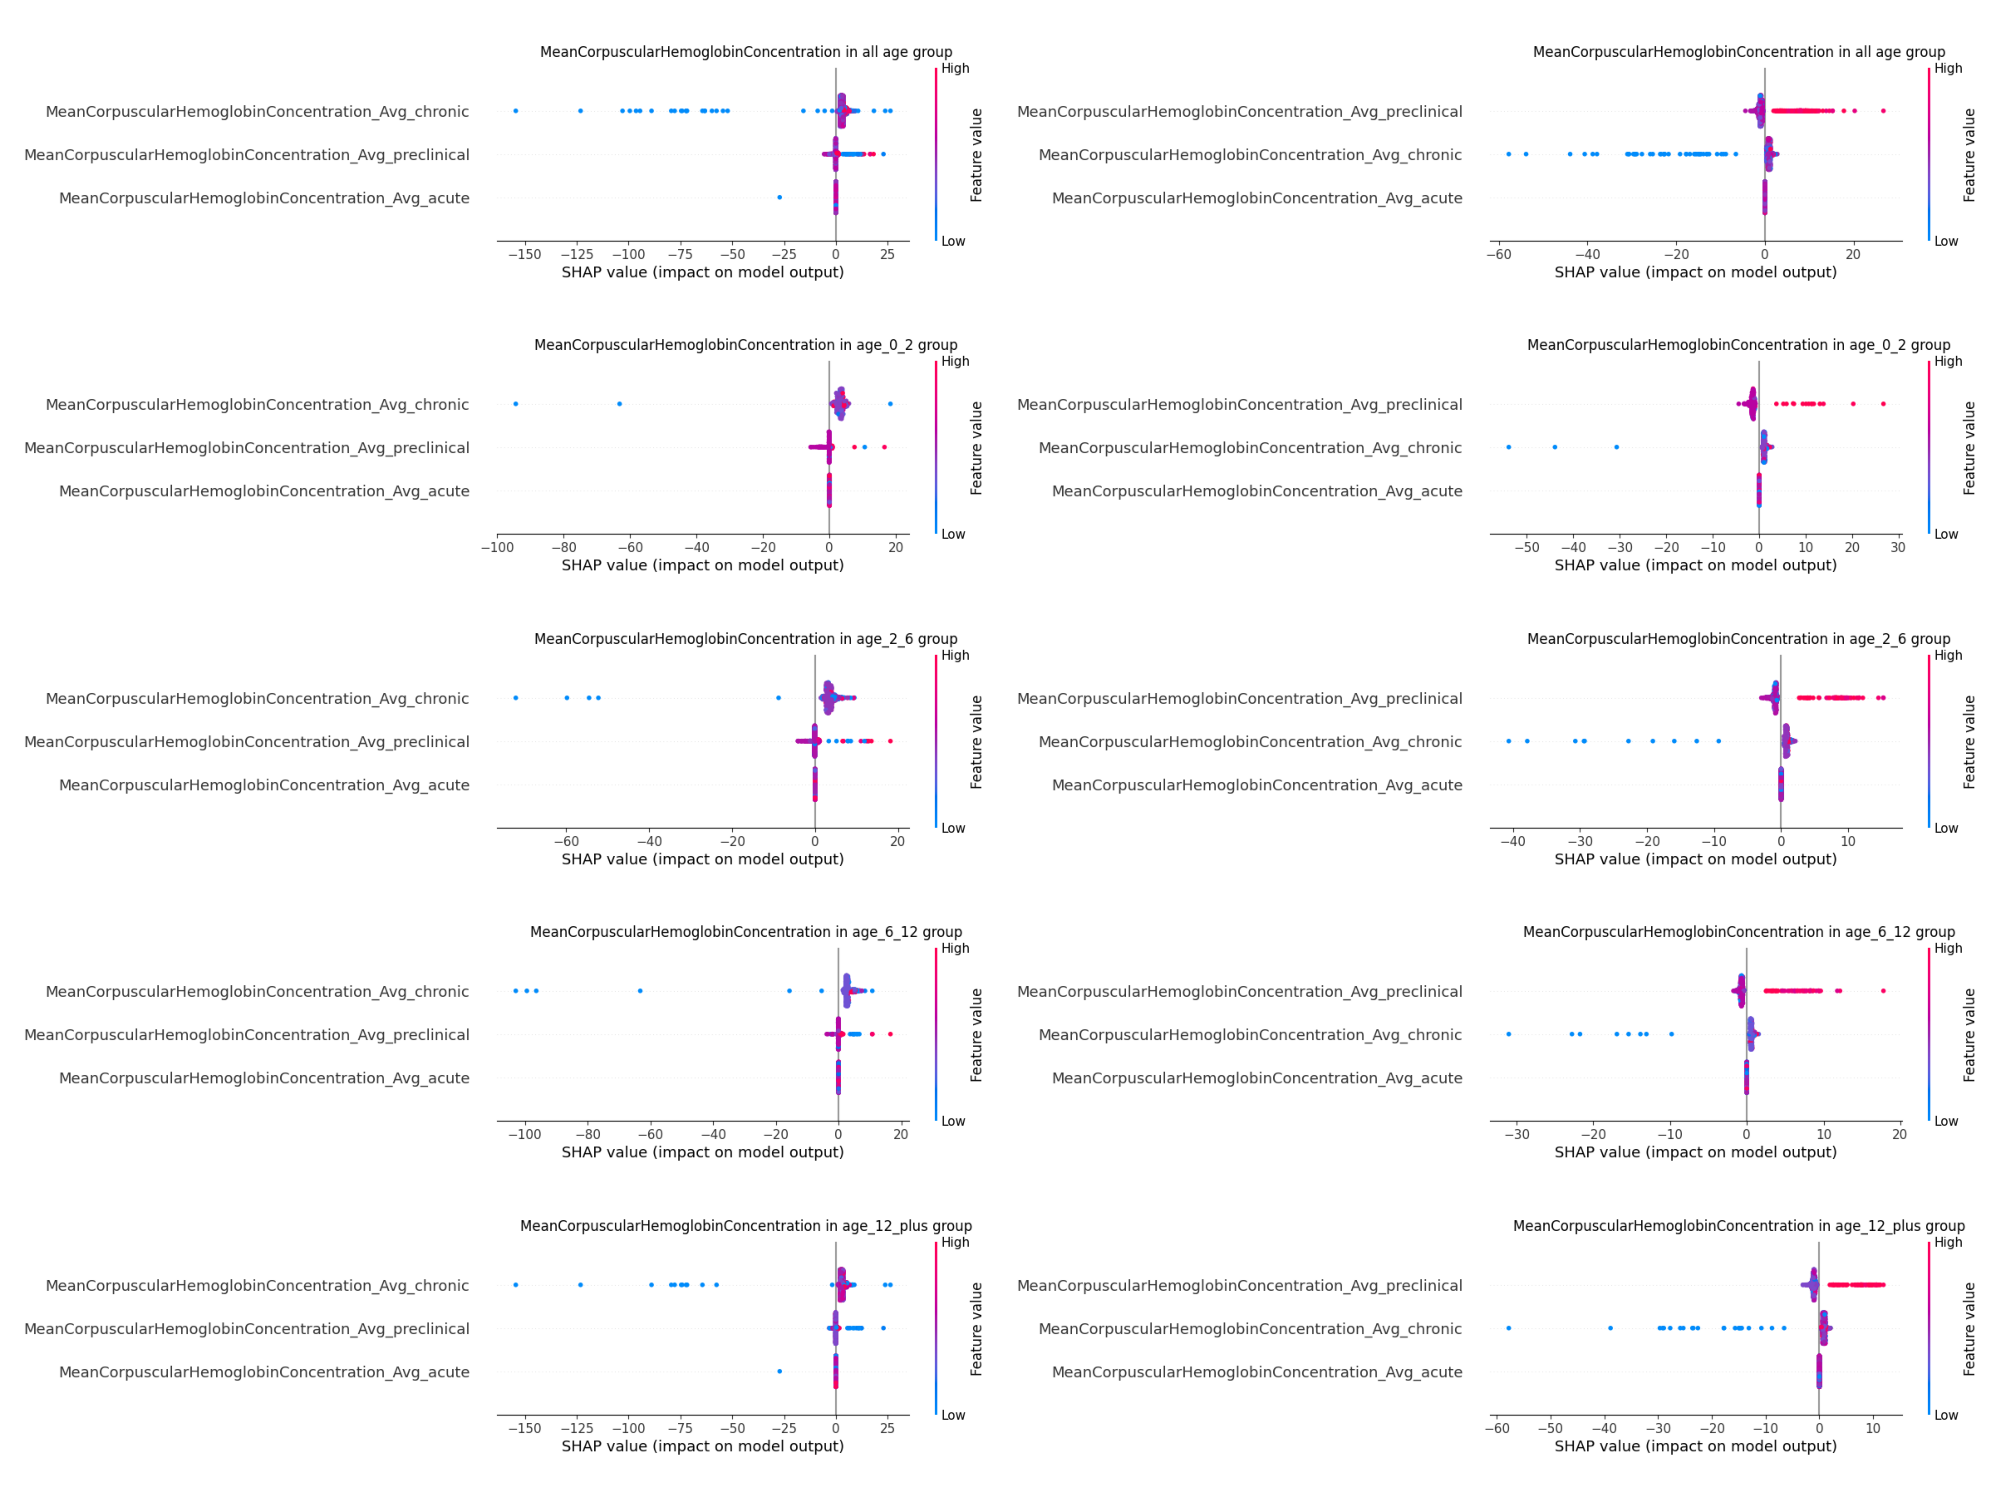 MeanCorpuscularHemoglobinConcentration in all age group
High
MeanCorpuscularHemoglobinConcentration_Avg_chronic
MeanCorpuscularHemoglobinConcentration_Avg_preclinical
MeanCorpuscularHemoglobinConcentration_Avg_acute
Feature value
Low
−150 −125 −100 −75 −50 −25 0 25
SHAP value (impact on model output)
MeanCorpuscularHemoglobinConcentration in all age group
High
MeanCorpuscularHemoglobinConcentration_Avg_preclinical
MeanCorpuscularHemoglobinConcentration_Avg_chronic
MeanCorpuscularHemoglobinConcentration_Avg_acute
Feature value
Low
−60 −40 −20 0 20
SHAP value (impact on model output)
MeanCorpuscularHemoglobinConcentration in age_0_2 group
High
MeanCorpuscularHemoglobinConcentration_Avg_chronic
MeanCorpuscularHemoglobinConcentration_Avg_preclinical
MeanCorpuscularHemoglobinConcentration_Avg_acute
Feature value
Low
−100 −80 −60 −40 −20 0 20
SHAP value (impact on model output)
MeanCorpuscularHemoglobinConcentration in age_0_2 group
High
MeanCorpuscularHemoglobinConcentration_Avg_preclinical
MeanCorpuscularHemoglobinConcentration_Avg_chronic
MeanCorpuscularHemoglobinConcentration_Avg_acute
Feature value
Low
−50 −40 −30 −20 −10 0 10 20 30
SHAP value (impact on model output)
MeanCorpuscularHemoglobinConcentration in age_2_6 group
High
MeanCorpuscularHemoglobinConcentration_Avg_chronic
MeanCorpuscularHemoglobinConcentration_Avg_preclinical
MeanCorpuscularHemoglobinConcentration_Avg_acute
Feature value
Low
−60 −40 −20 0 20
SHAP value (impact on model output)
MeanCorpuscularHemoglobinConcentration in age_2_6 group
High
MeanCorpuscularHemoglobinConcentration_Avg_preclinical
MeanCorpuscularHemoglobinConcentration_Avg_chronic
MeanCorpuscularHemoglobinConcentration_Avg_acute
Feature value
Low
−40 −30 −20 −10 0 10
SHAP value (impact on model output)
MeanCorpuscularHemoglobinConcentration in age_6_12 group
High
MeanCorpuscularHemoglobinConcentration_Avg_chronic
MeanCorpuscularHemoglobinConcentration_Avg_preclinical
MeanCorpuscularHemoglobinConcentration_Avg_acute
Feature value
Low
−100 −80 −60 −40 −20 0 20
SHAP value (impact on model output)
MeanCorpuscularHemoglobinConcentration in age_6_12 group
High
MeanCorpuscularHemoglobinConcentration_Avg_preclinical
MeanCorpuscularHemoglobinConcentration_Avg_chronic
MeanCorpuscularHemoglobinConcentration_Avg_acute
Feature value
Low
−30 −20 −10 0 10 20
SHAP value (impact on model output)
MeanCorpuscularHemoglobinConcentration in age_12_plus group
High
MeanCorpuscularHemoglobinConcentration_Avg_chronic
MeanCorpuscularHemoglobinConcentration_Avg_preclinical
MeanCorpuscularHemoglobinConcentration_Avg_acute
Feature value
Low
−150 −125 −100 −75 −50 −25 0 25
SHAP value (impact on model output)
MeanCorpuscularHemoglobinConcentration in age_12_plus group
High
MeanCorpuscularHemoglobinConcentration_Avg_preclinical
MeanCorpuscularHemoglobinConcentration_Avg_chronic
MeanCorpuscularHemoglobinConcentration_Avg_acute
Feature value
Low
−60 −50 −40 −30 −20 −10 0 10
SHAP value (impact on model output)